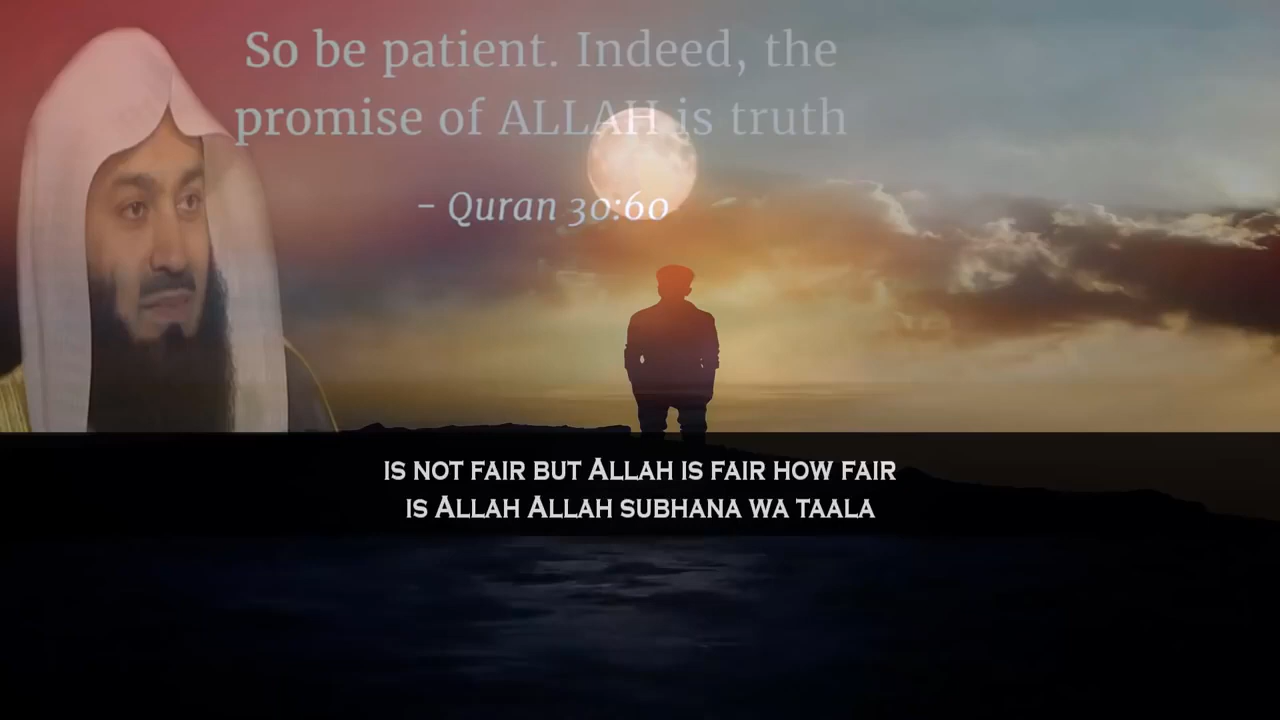 So be patient. Indeed, the
promise of ALLAH is truth
- Quran 30:60
IS NOT FAIR BUT ALLAH IS FAIR HOW FAIR
IS ALLAH ALLAH SUBHANA WA TAALA